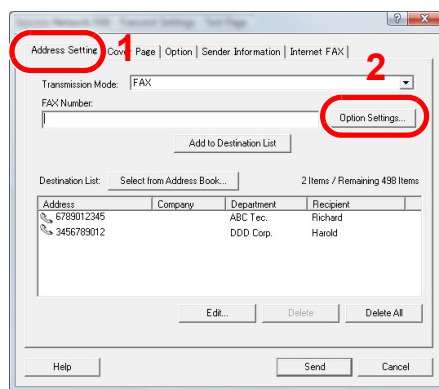 Address Setting | Cover Page | Option | Sender Information | Internet FAX
1
2
Transmission Mode: FAX
FAX Number:
Option Settings...
Add to Destination List
Destination List: Select from Address Book... 2 Items / Remaining 498 Items
Address Company Department Recipient
6789012345 ABC Tec. Richard
3456789012 DDD Corp. Harold
Edit... Delete Delete All
Help Send Cancel